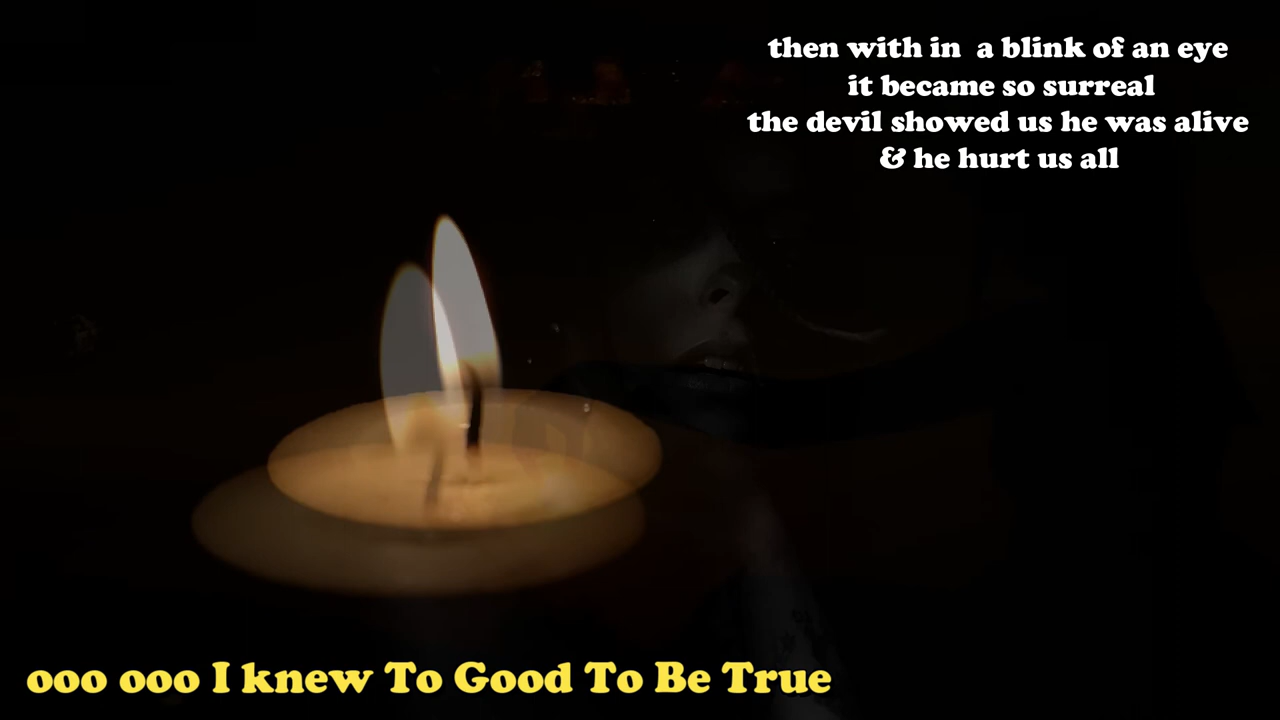 then with in  a blink of an eye
it became so surreal
the devil showed us he was alive
& he hurt us all
ooo ooo I knew To Good To Be True